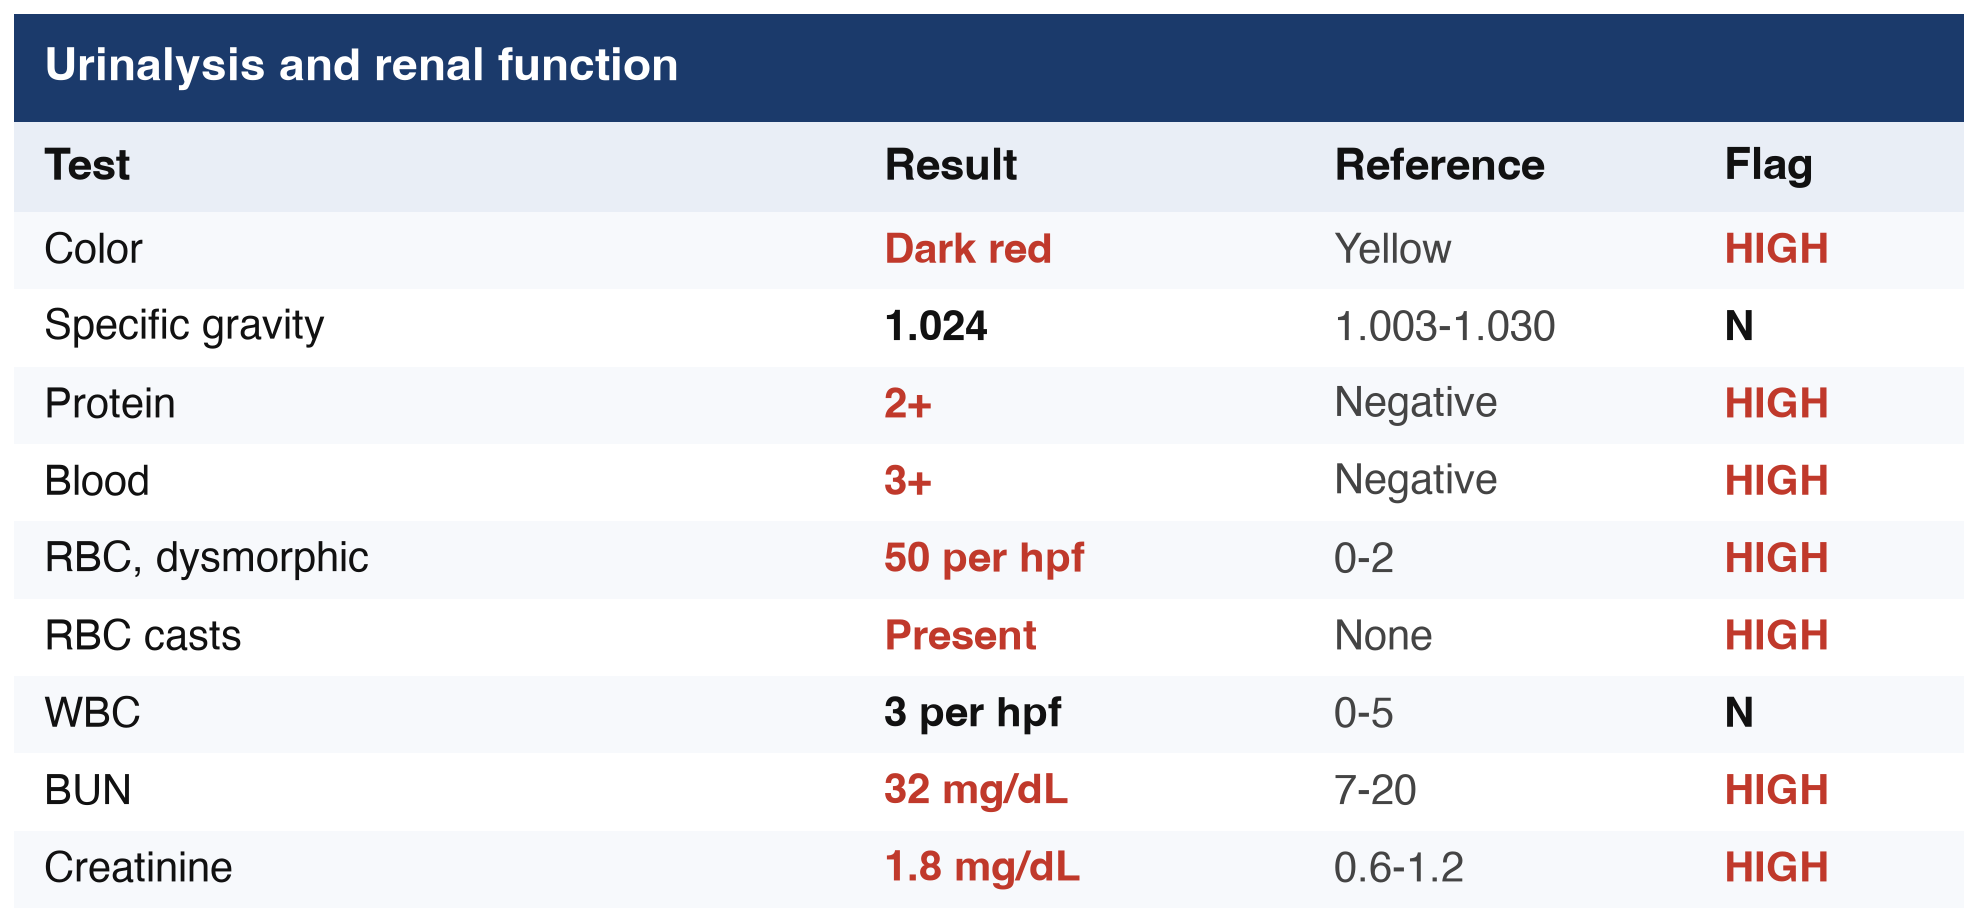 Urinalysis and renal function
Test Result Reference Flag
Color Dark red Yellow HIGH
Specific gravity 1.024 1.003-1.030 N
Protein 2+ Negative HIGH
Blood 3+ Negative HIGH
RBC, dysmorphic 50 per hpf 0-2 HIGH
RBC casts Present None HIGH
WBC 3 per hpf 0-5 N
BUN 32 mg/dL 7-20 HIGH
Creatinine 1.8 mg/dL 0.6-1.2 HIGH